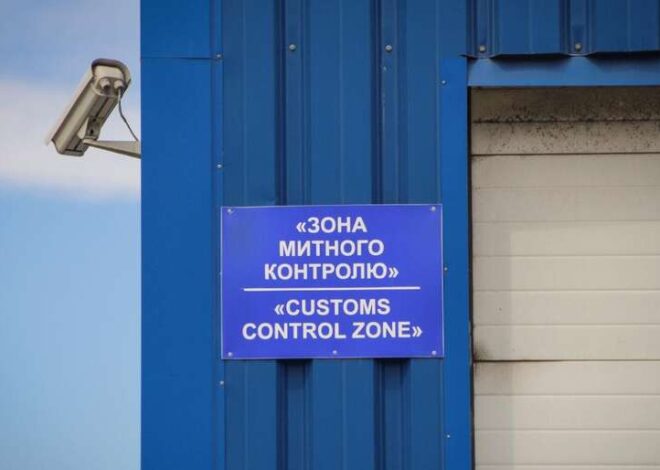 «ЗОНА
МИТНОГО
КОНТРОЛЮ»
«CUSTOMS
CONTROL ZONE»